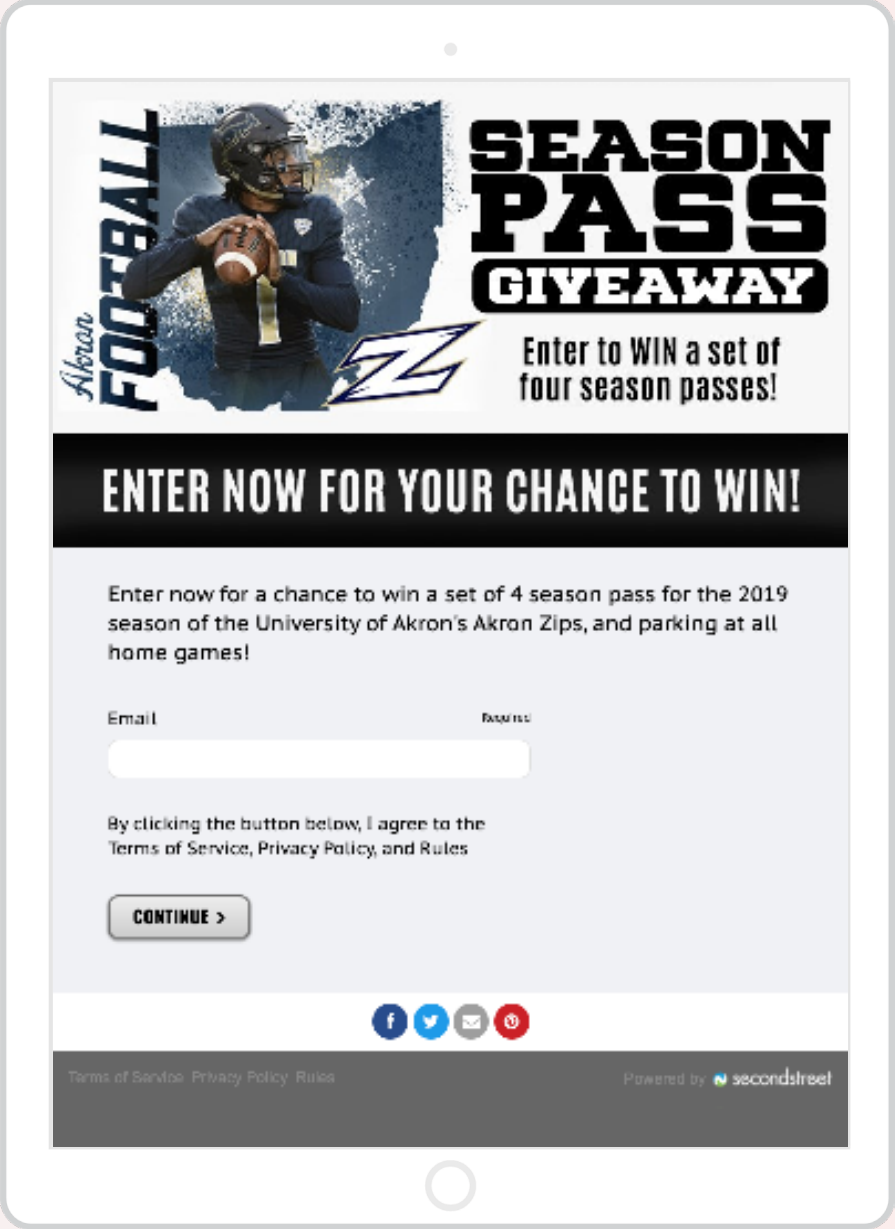 Akron
FOOTBALL
SEASON
PASS
GIVEAWAY
1
Z
Enter to WIN a set of
four season passes!
ENTER NOW FOR YOUR CHANCE TO WIN!
Enter now for a chance to win a set of 4 season pass for the 2019
season of the University of Akron's Akron Zips, and parking at all
home games!
Email
Required
By clicking the button below, I agree to the
Terms of Service, Privacy Policy, and Rules
CONTINUE >
Terms of Service Privacy Policy Rules
Powered by secondstreet